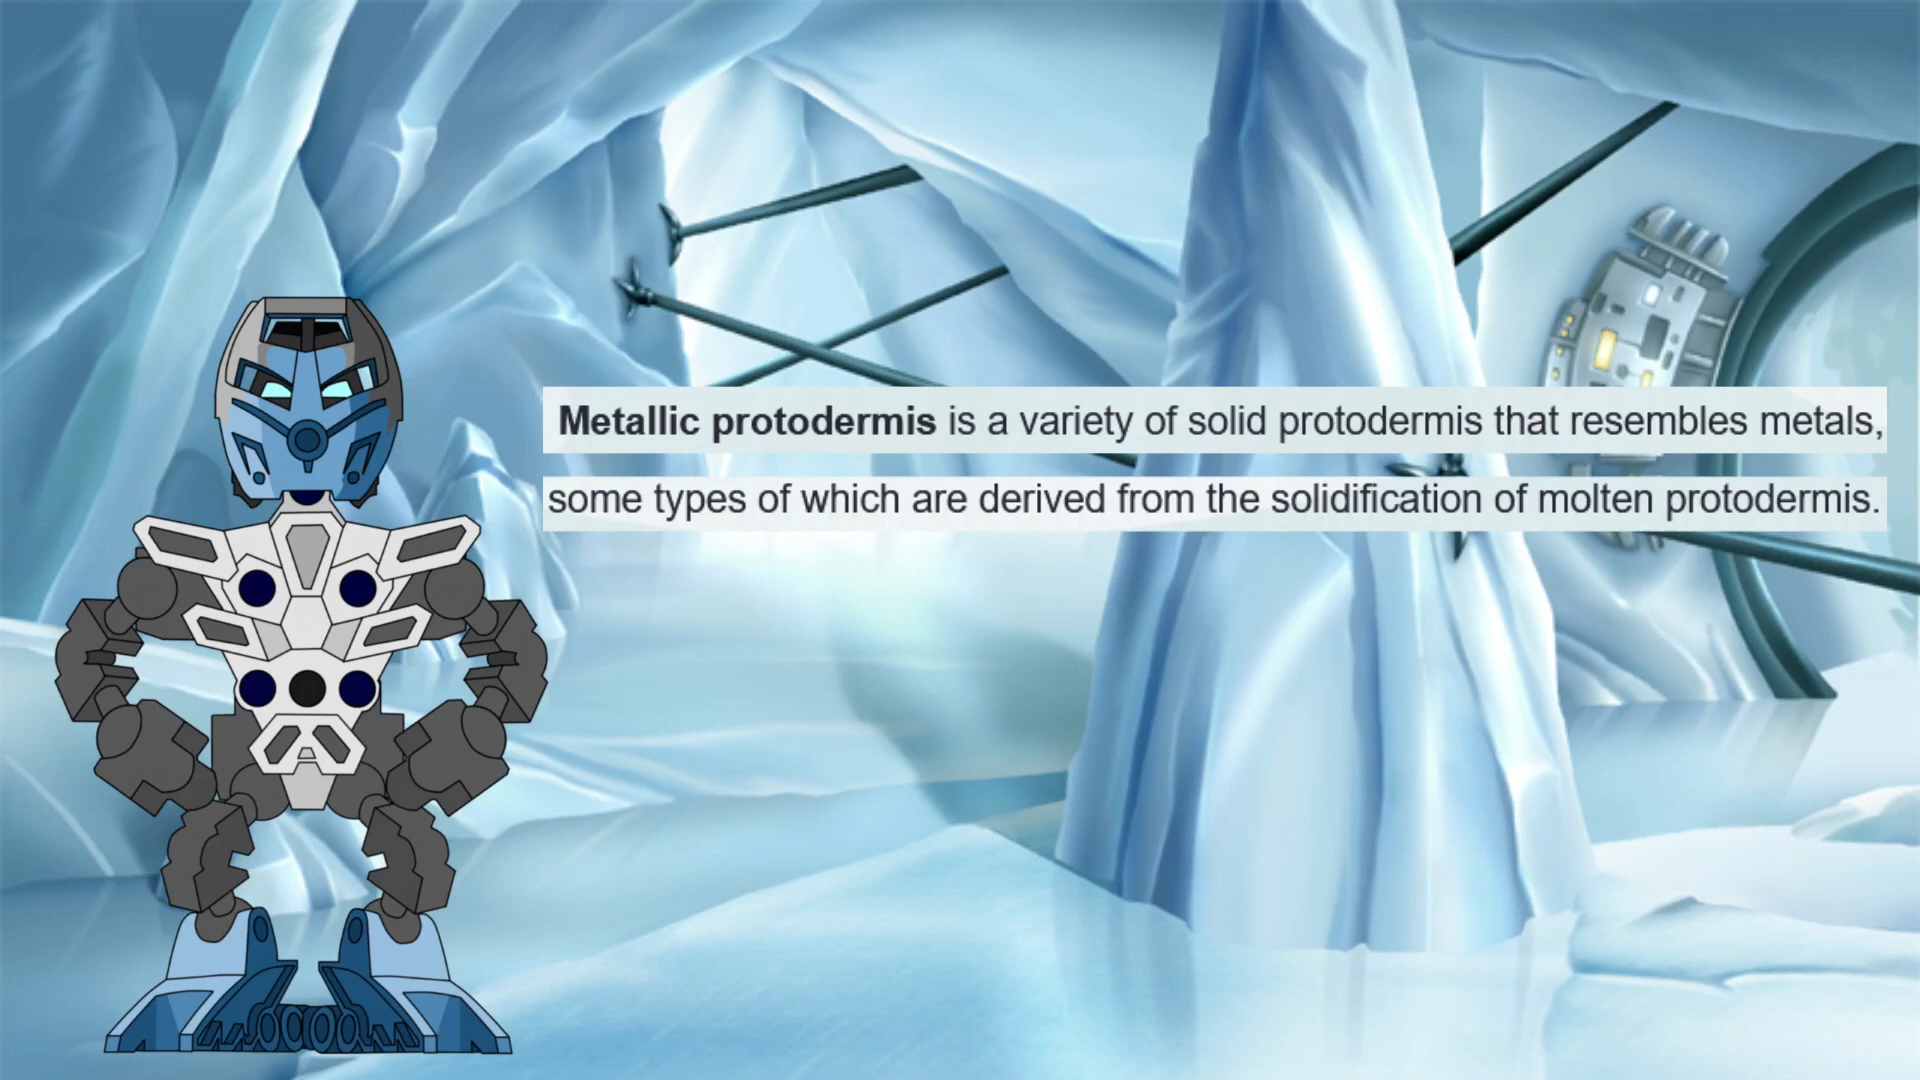 Metallic protodermis is a variety of solid protodermis that resembles metals,
some types of which are derived from the solidification of molten protodermis.